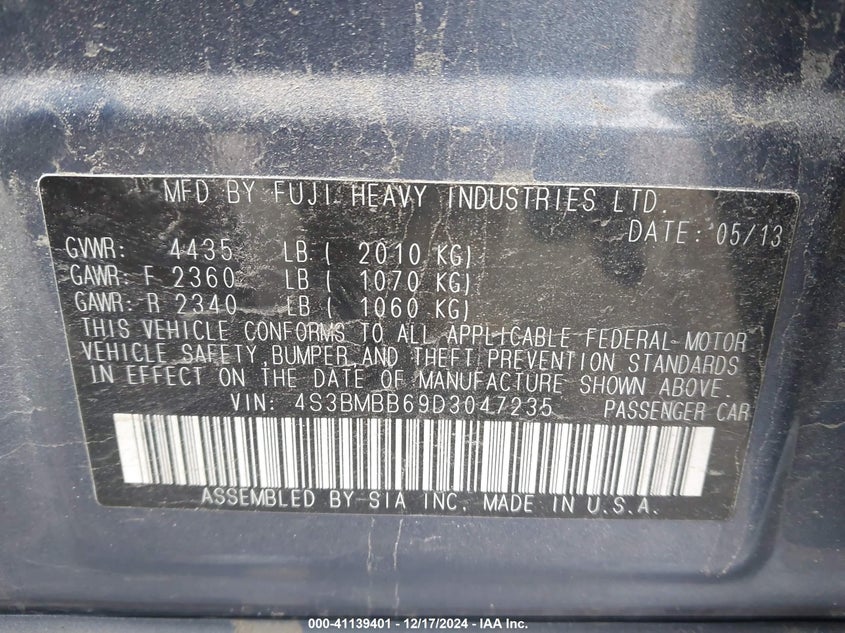 MFD BY FUJI HEAVY INDUSTRIES LTD.
DATE: 05/13
GVWR: 4435 LB. ( 2010 KG)
GAWR: F 2360 LB ( 1070 KG)
GAWR: R 2340 LB ( 1060 KG)
THIS VEHICLE CONFORMS TO ALL APPLICABLE FEDERAL MOTOR
VEHICLE SAFETY, BUMPER AND THEFT PREVENTION STANDARDS
IN EFFECT ON THE DATE OF MANUFACTURE SHOWN ABOVE.
VIN: 4S3BMBB69D3047235 PASSENGER CAR
ASSEMBLED BY SIA INC. MADE IN U.S.A.
000-41139401 - 12/17/2024 - IAA Inc.